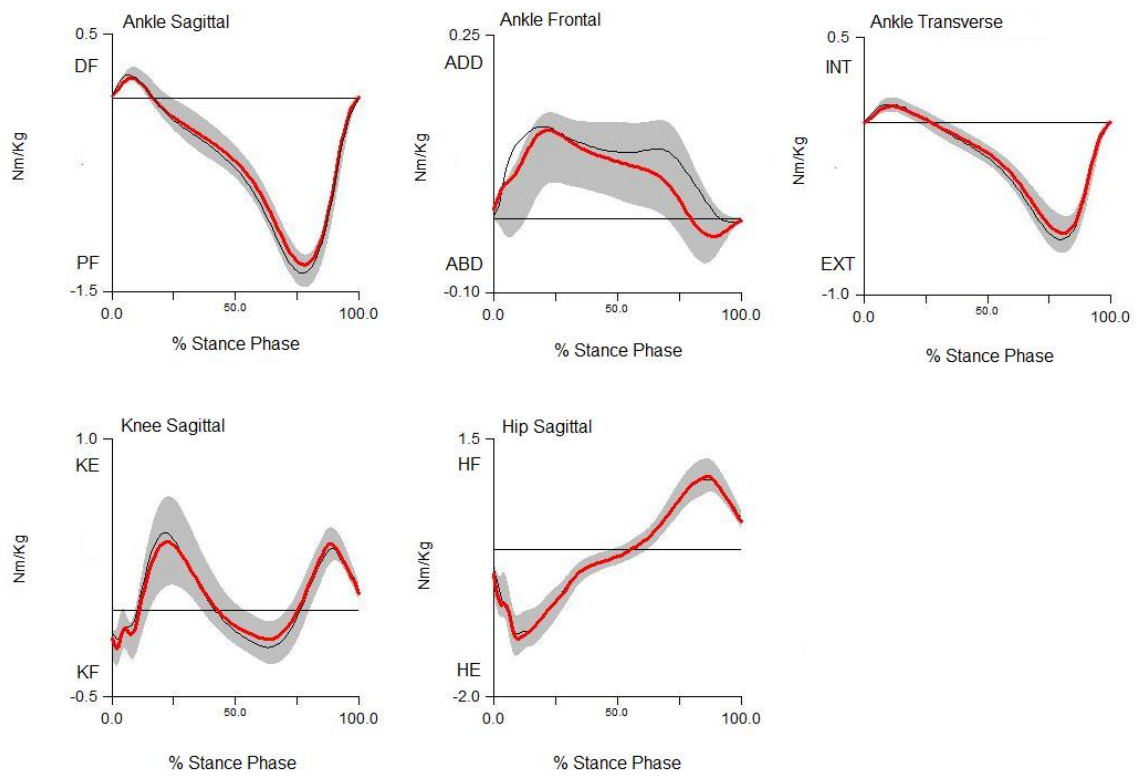 Ankle Sagittal
0.5
DF
Nm/Kg
PF
-1.5
0.0
50.0
100.0
% Stance Phase
Ankle Frontal
0.25
ADD
Nm/Kg
ABD
-0.10
0.0
50.0
100.0
% Stance Phase
Ankle Transverse
0.5
INT
Nm/Kg
EXT
-1.0
0.0
50.0
100.0
% Stance Phase
Knee Sagittal
1.0
KE
Nm/Kg
KF
-0.5
0.0
50.0
100.0
% Stance Phase
Hip Sagittal
1.5
HF
Nm/Kg
HE
-2.0
0.0
50.0
100.0
% Stance Phase